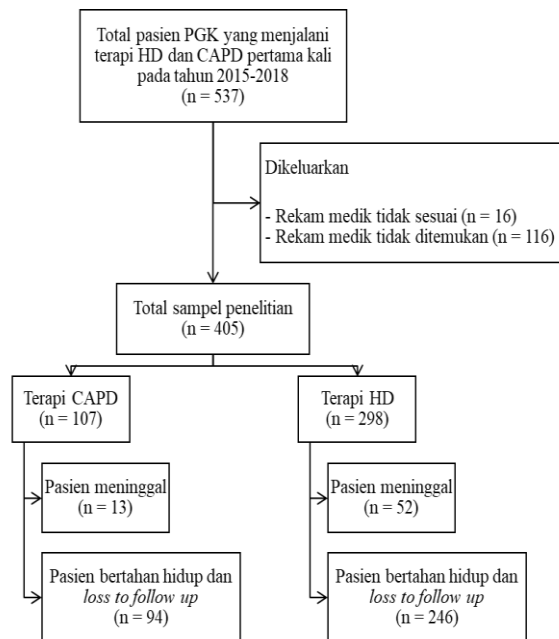 Total pasien PGK yang menjalani
terapi HD dan CAPD pertama kali
pada tahun 2015-2018
(n = 537)
Dikeluarkan
- Rekam medik tidak sesuai (n = 16)
- Rekam medik tidak ditemukan (n = 116)
Total sampel penelitian
(n = 405)
Terapi CAPD
(n = 107)
Terapi HD
(n = 298)
Pasien meninggal
(n = 13)
Pasien meninggal
(n = 52)
Pasien bertahan hidup dan
loss to follow up
(n = 94)
Pasien bertahan hidup dan
loss to follow up
(n = 246)